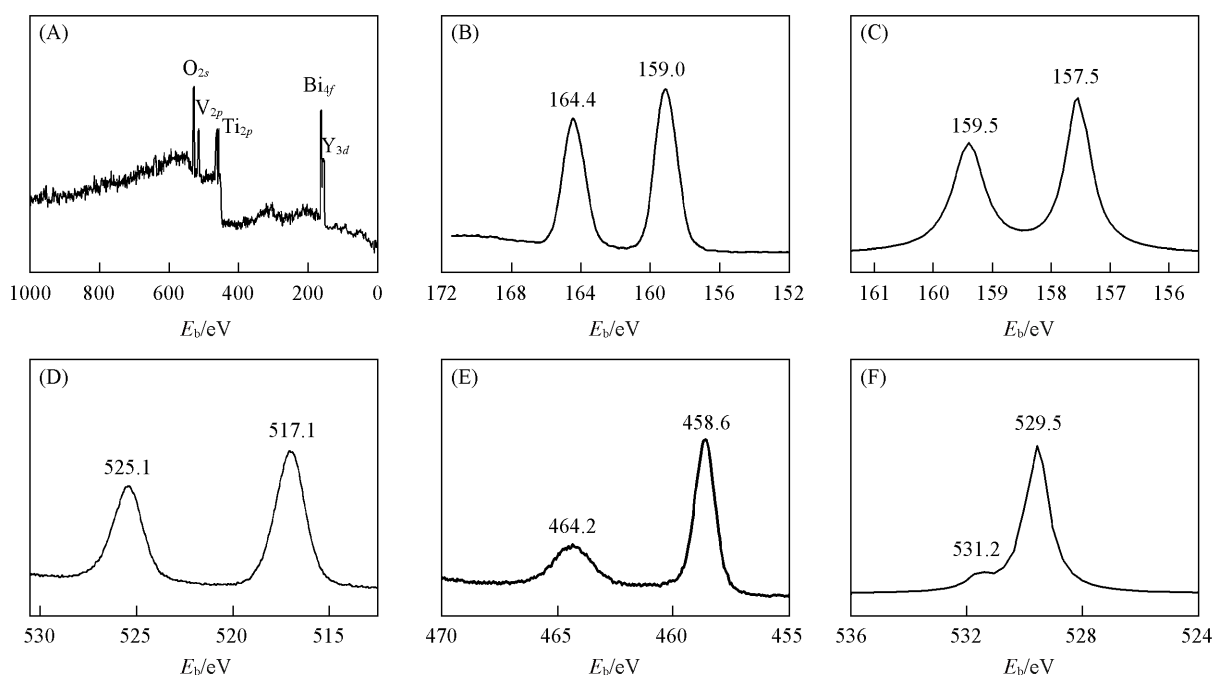 (A)
O2s
V2p
Ti2p
Bi4f
Y3d
1000 800 600 400 200 0
Eb/eV
(B)
164.4
159.0
172 168 164 159 156 152
Eb/eV
(C)
159.5
157.5
161 160 159 158 157 156
Eb/eV
(D)
525.1
517.1
530 525 520 515
Eb/eV
(E)
464.2
458.6
470 465 460 455
Eb/eV
(F)
531.2
529.5
536 532 528 524
Eb/eV